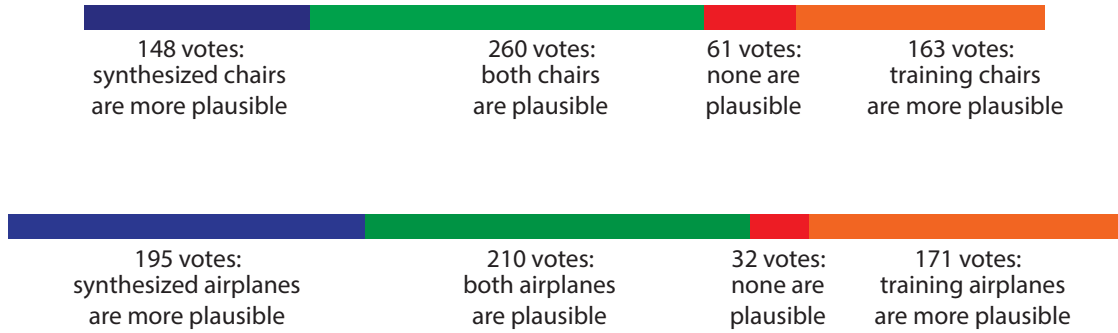 148 votes: 260 votes: 61 votes: 163 votes:
synthesized chairs both chairs none are training chairs
are more plausible are plausible plausible are more plausible
195 votes: 210 votes: 32 votes: 171 votes:
synthesized airplanes both airplanes none are training airplanes
are more plausible are plausible plausible are more plausible